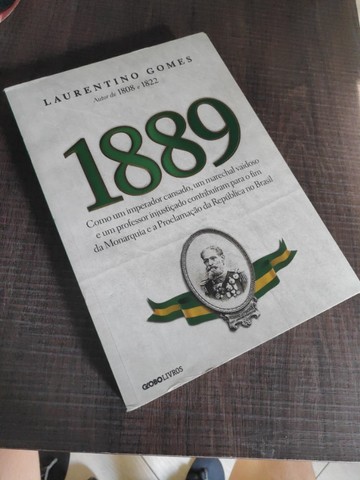 LAURENTINO GOMES
Autor de 1808 e 1822
1889
Como um imperador cansado, um marechal vaidoso
e um professor injustiçado contribuíram para o fim
da Monarquia e a Proclamação da República no Brasil
GLOBOLIVROS